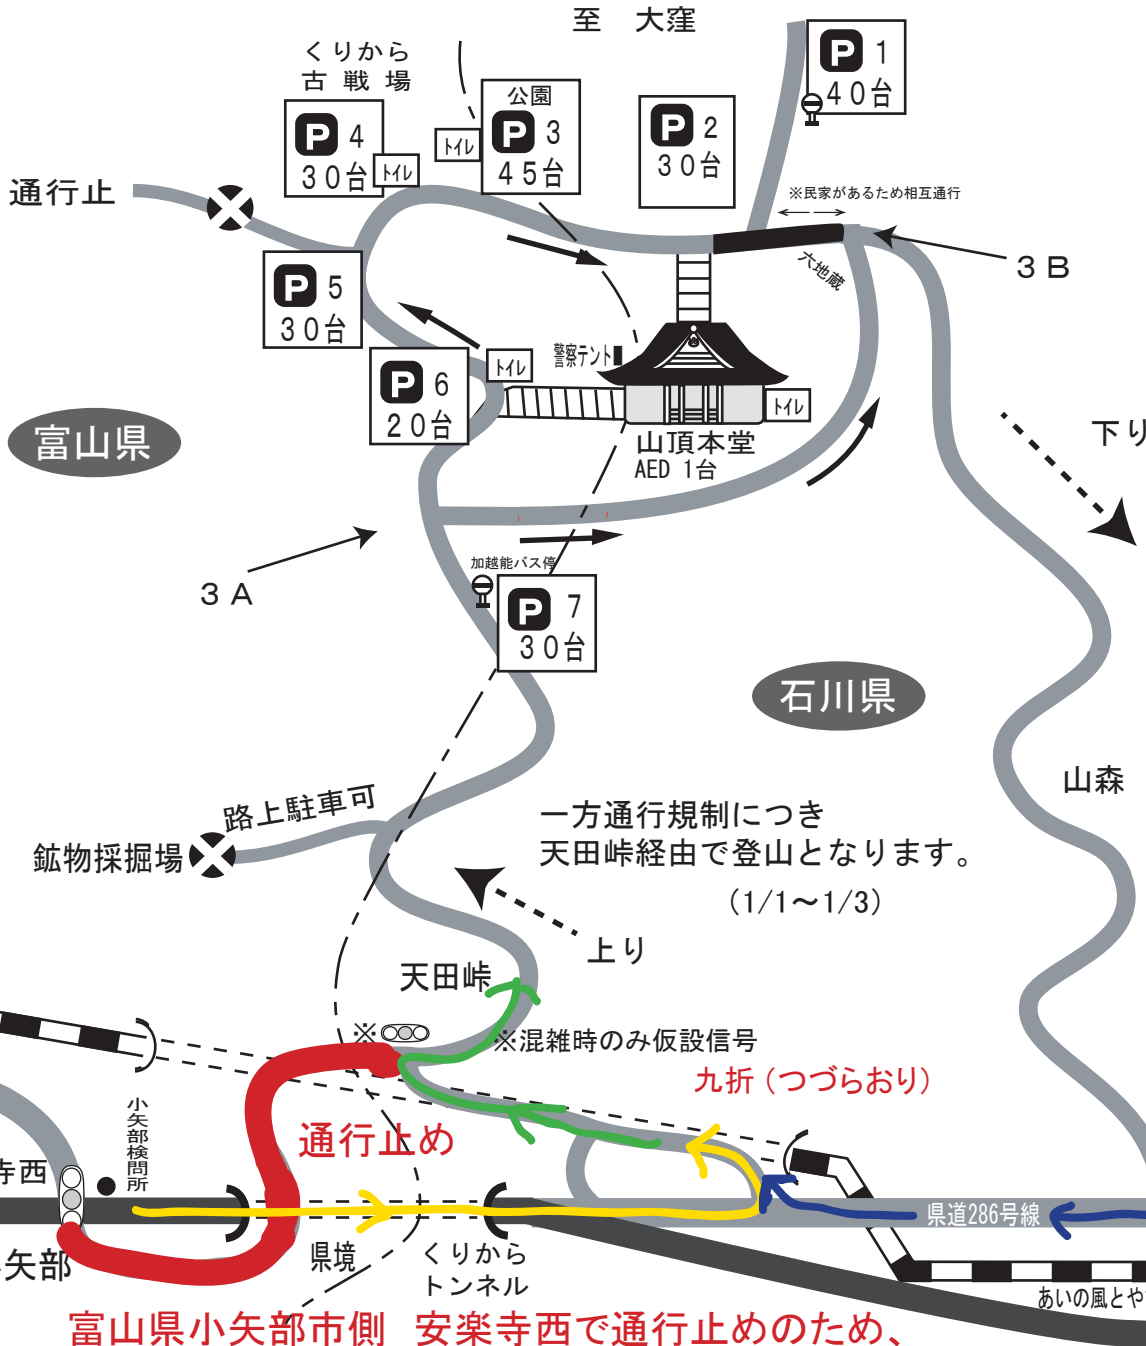 至 大窪
くりから
古戦場
P 1
40台
公園
P 3
45台
トイレ
P 4
30台
トイレ
P 2
30台
※民家があるため相互通行
通行止
六地蔵
3B
P 5
30台
警察テント
トイレ
P 6
20台
トイレ
山頂本堂
AED 1台
富山県
下り
3A
加越能バス停
P 7
30台
石川県
山森
路上駐車可
鉱物採掘場
一方通行規制につき
天田峠経由で登山となります。
(1/1~1/3)
上り
天田峠
※
※混雑時のみ仮設信号
九折(つづらおり)
小矢部検問所
通行止め
寺西
県道286号線
県境
くりから
トンネル
矢部
あいの風とや
富山県小矢部市側 安楽寺西で通行止めのため、